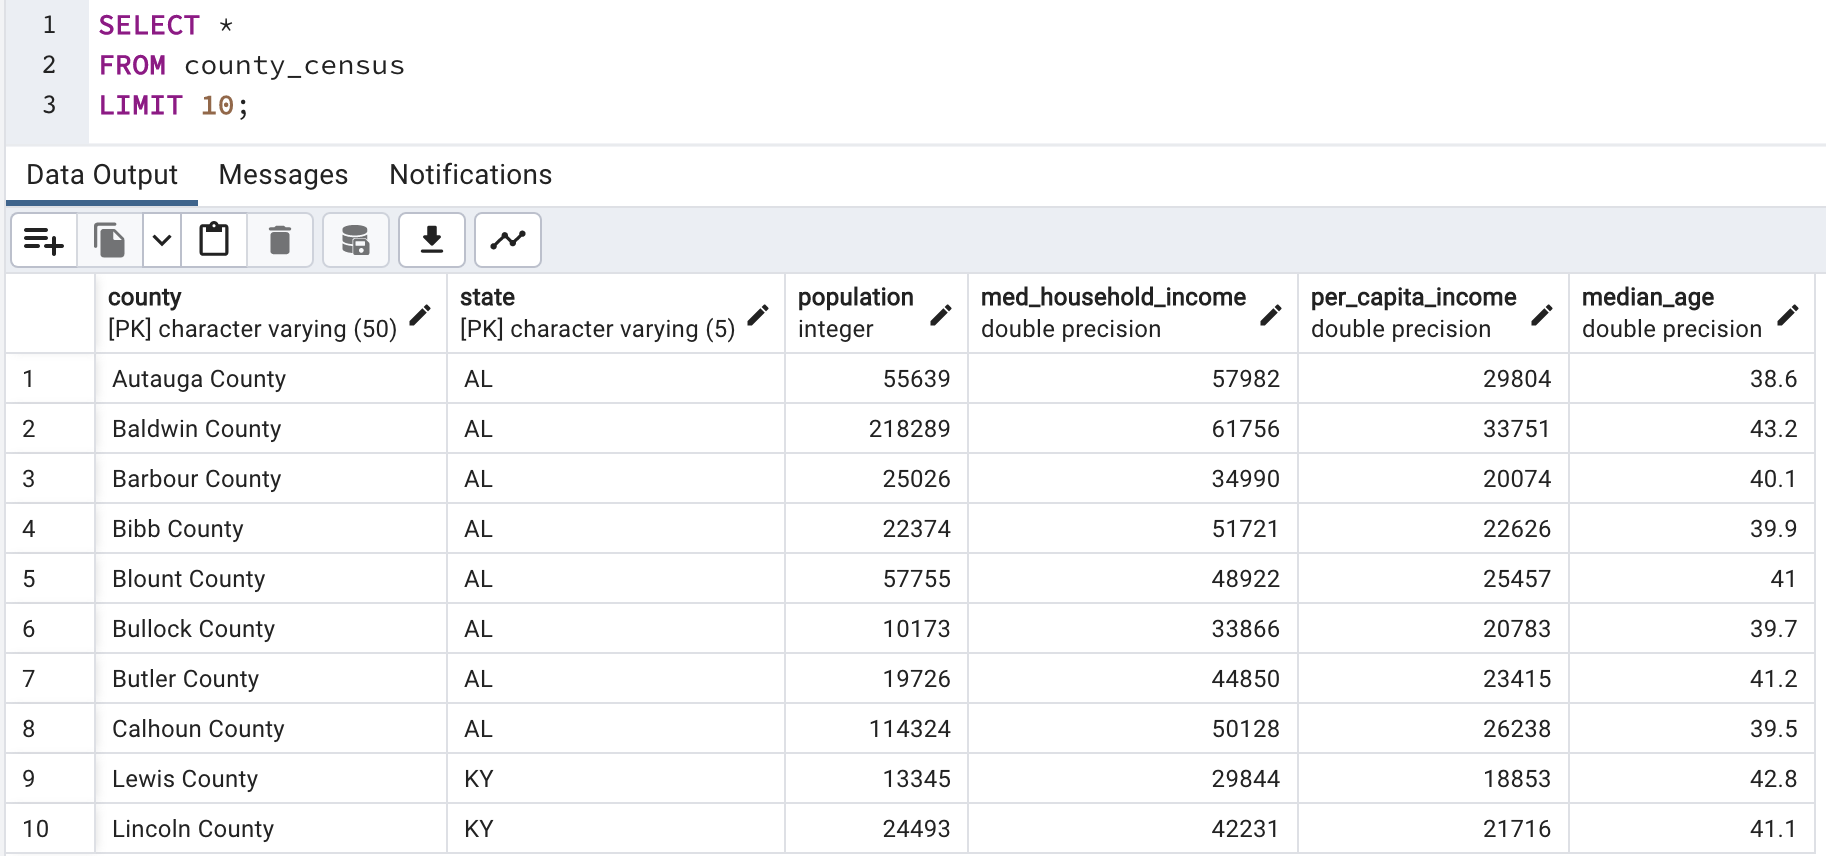 1 SELECT *
2 FROM county_census
3 LIMIT 10;
Data Output Messages Notifications
county state population med_household_income per_capita_income median_age
[PK] character varying (50) [PK] character varying (5) integer double precision double precision double precision
1 Autauga County AL 55639 57982 29804 38.6
2 Baldwin County AL 218289 61756 33751 43.2
3 Barbour County AL 25026 34990 20074 40.1
4 Bibb County AL 22374 51721 22626 39.9
5 Blount County AL 57755 48922 25457 41
6 Bullock County AL 10173 33866 20783 39.7
7 Butler County AL 19726 44850 23415 41.2
8 Calhoun County AL 114324 50128 26238 39.5
9 Lewis County KY 13345 29844 18853 42.8
10 Lincoln County KY 24493 42231 21716 41.1